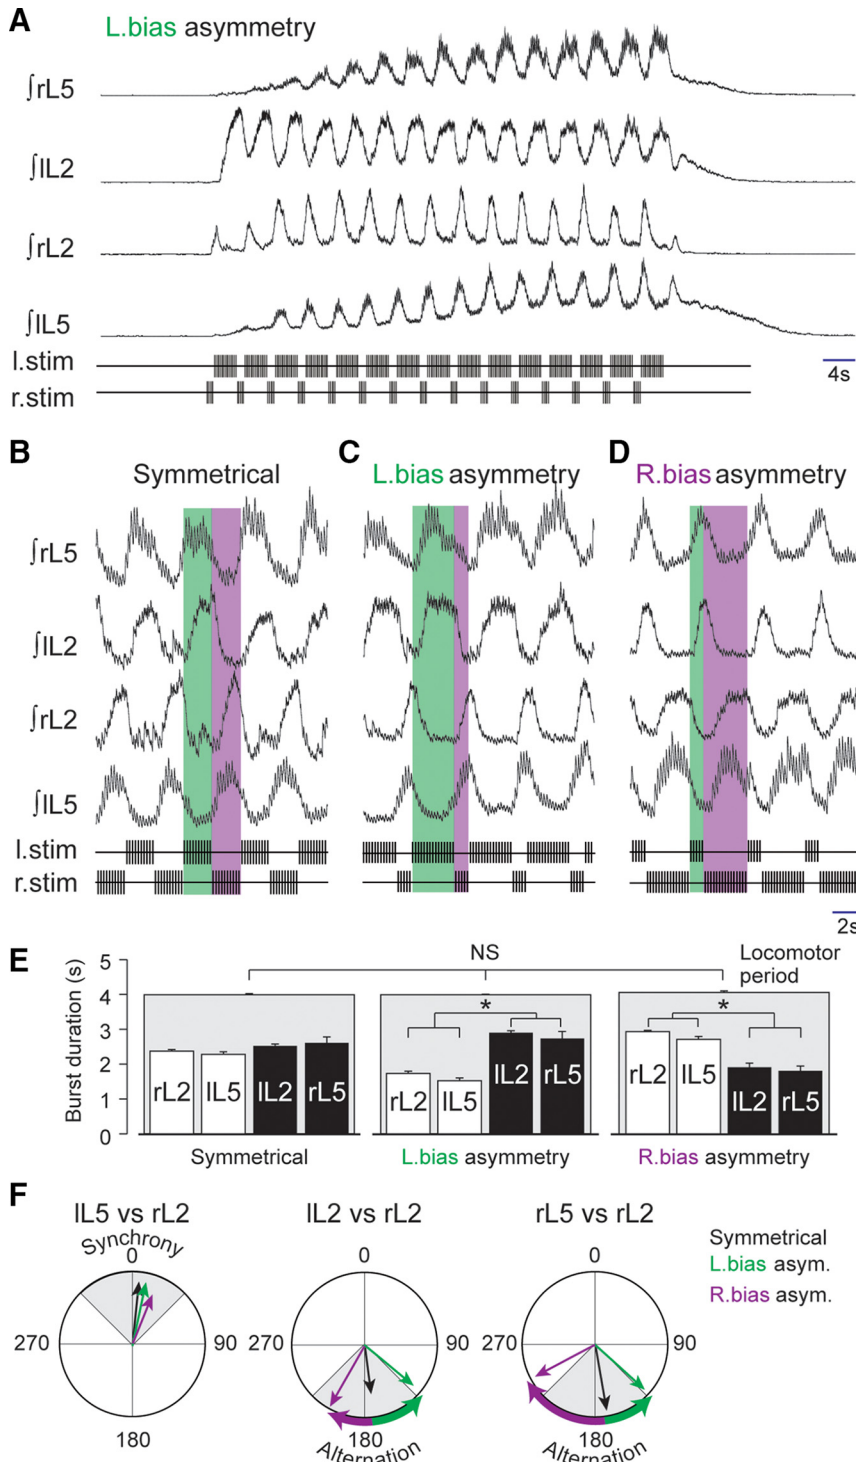 A
L.bias asymmetry
∫rL5
∫lL2
∫rL2
∫lL5
l.stim
r.stim
4s
B
C
D
Symmetrical
L.bias asymmetry
R.bias asymmetry
∫rL5
∫lL2
∫rL2
∫lL5
l.stim
r.stim
2s
E
Burst duration (s)
5
4
3
2
1
0
NS
Locomotor
period
*
*
rL2 lL5 lL2 rL5
rL2 lL5 lL2 rL5
rL2 lL5 lL2 rL5
Symmetrical
L.bias asymmetry
R.bias asymmetry
F
lL5 vs rL2
lL2 vs rL2
rL5 vs rL2
Synchrony
0
90
180
270
0
90
180
270
Alternation
0
90
180
270
Alternation
Symmetrical
L.bias asym.
R.bias asym.